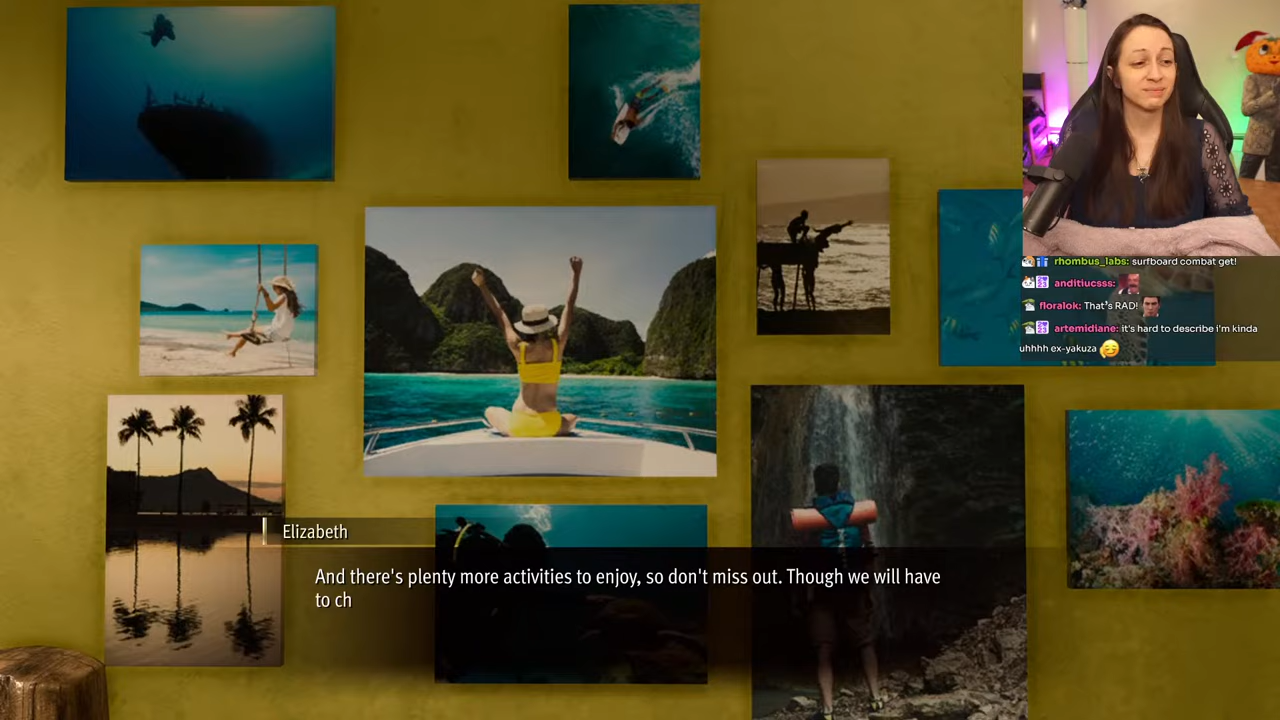 rhombus_labs: surfboard combat get!
anditiucsss:
floralok: That's RAD!
artemidiane: it's hard to describe i'm kinda
uhhhh ex-yakuza
Elizabeth
And there's plenty more activities to enjoy, so don't miss out. Though we will have
to ch